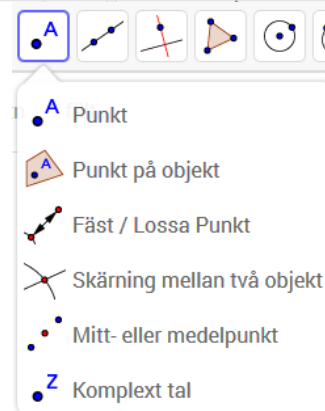 A
A Punkt
A Punkt på objekt
Fäst / Lossa Punkt
Skärning mellan två objekt
Mitt- eller medelpunkt
Z Komplext tal